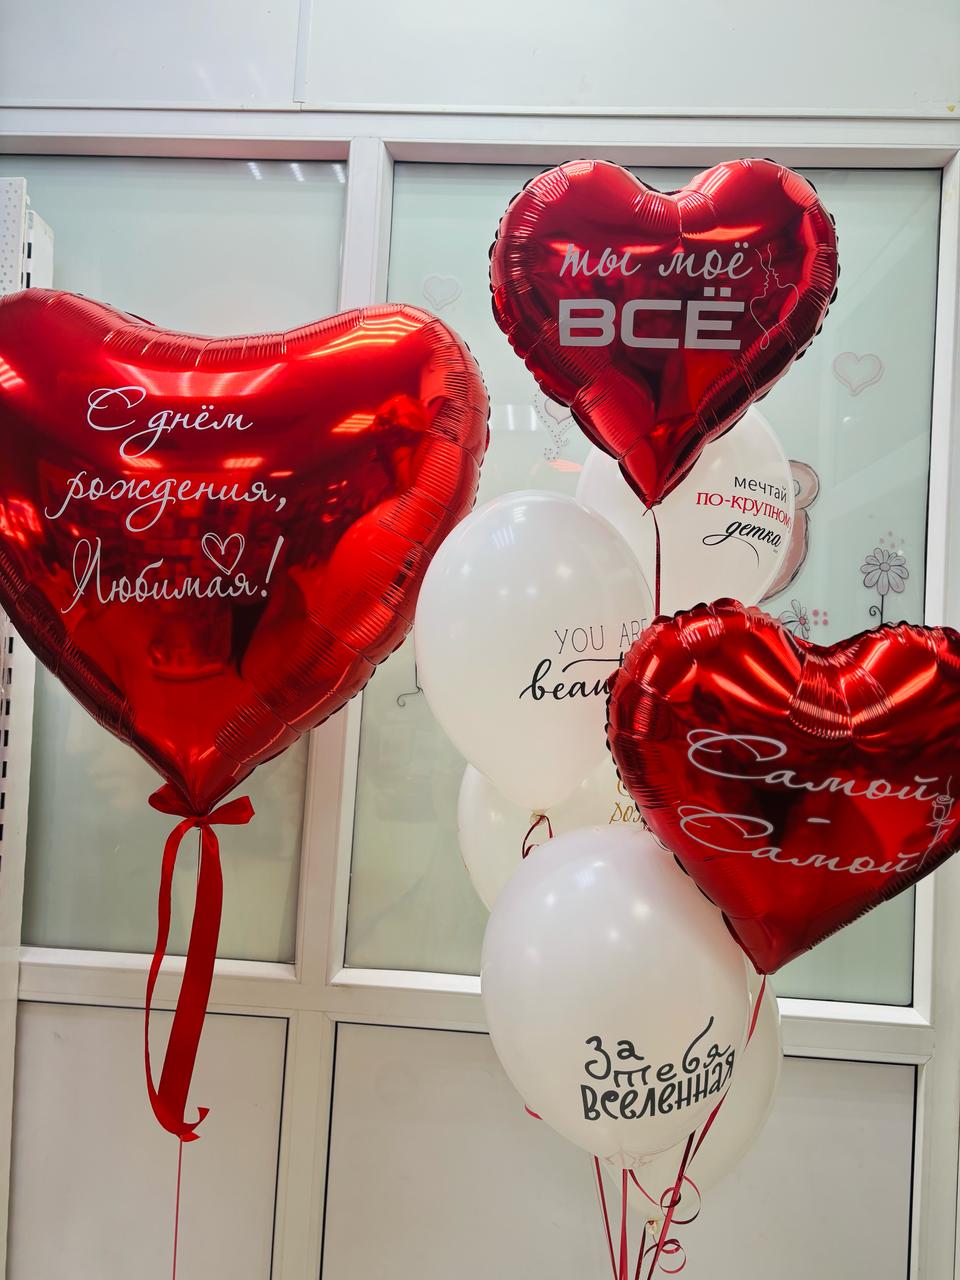 С днём
рождения,
Любимая!
ты моё
ВСЁ
мечтай
по-крупному
детка
YOU ARE
Самой
-
Самой
За
тебя
вселенная